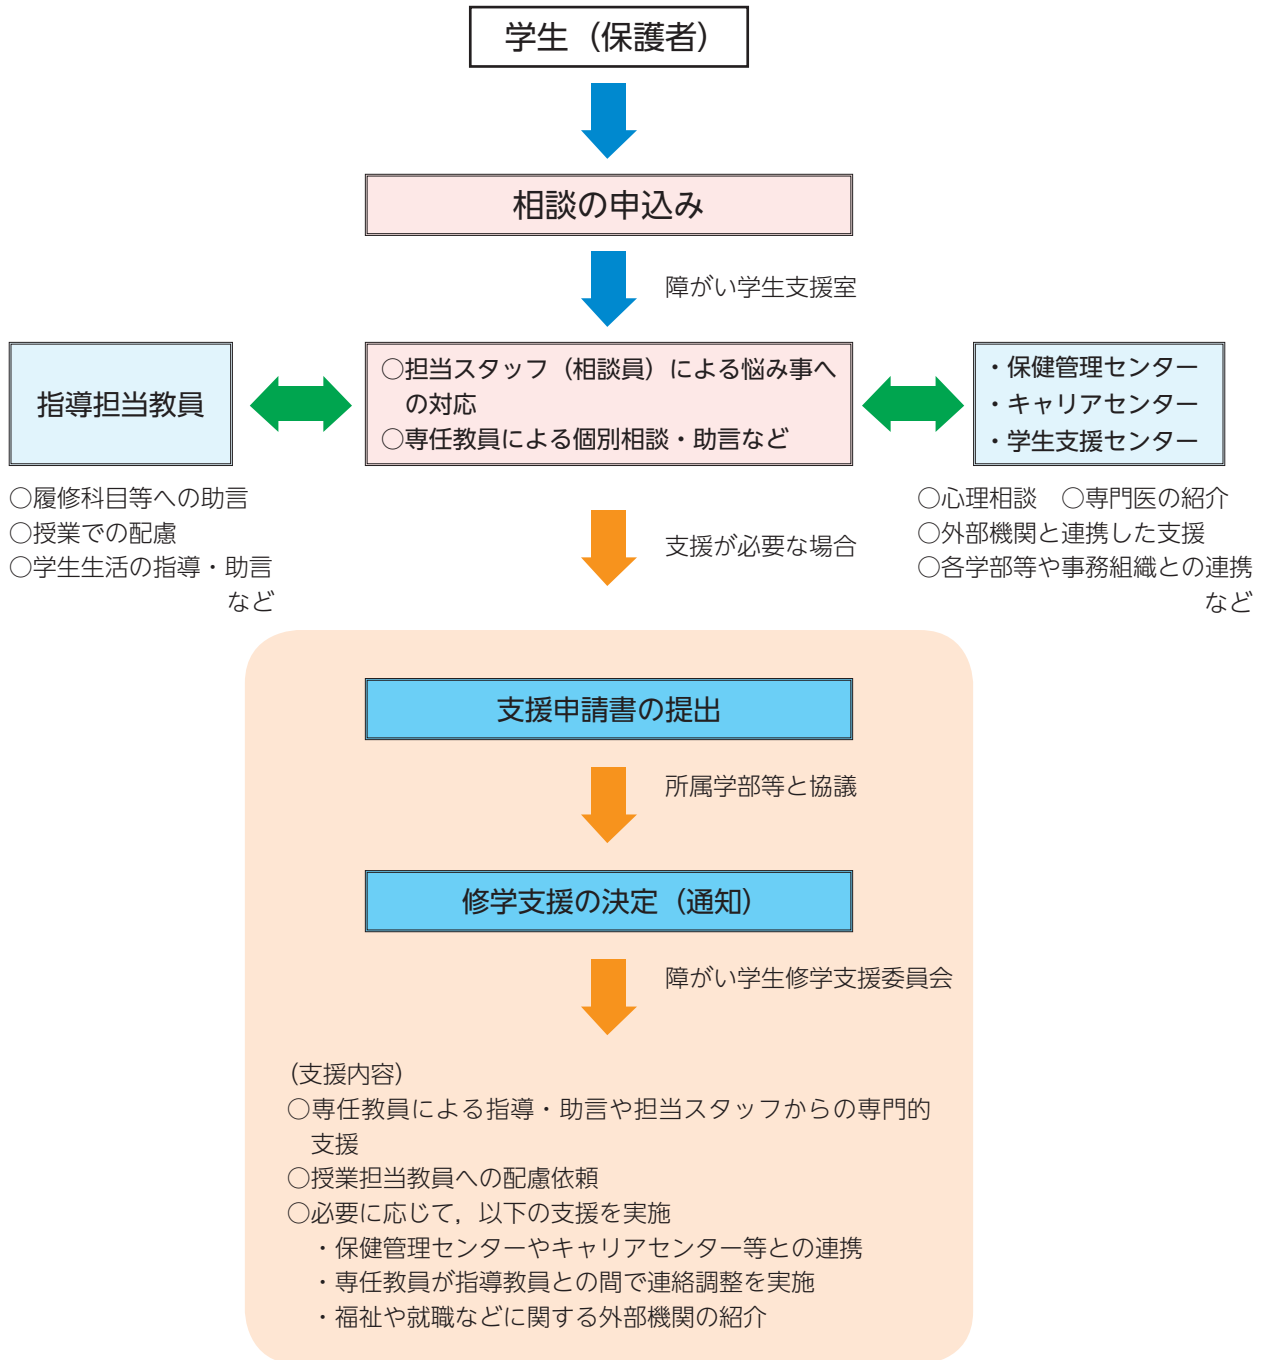 学生（保護者）
相談の申込み
障がい学生支援室
指導担当教員
○履修科目等への助言
○授業での配慮
○学生生活の指導・助言
など
○担当スタッフ（相談員）による悩み事へ
の対応
○専任教員による個別相談・助言など
・保健管理センター
・キャリアセンター
・学生支援センター
○心理相談　○専門医の紹介
○外部機関と連携した支援
○各学部等や事務組織との連携
など
支援が必要な場合
支援申請書の提出
所属学部等と協議
修学支援の決定（通知）
障がい学生修学支援委員会
（支援内容）
○専任教員による指導・助言や担当スタッフからの専門的
支援
○授業担当教員への配慮依頼
○必要に応じて，以下の支援を実施
・保健管理センターやキャリアセンター等との連携
・専任教員が指導教員との間で連絡調整を実施
・福祉や就職などに関する外部機関の紹介